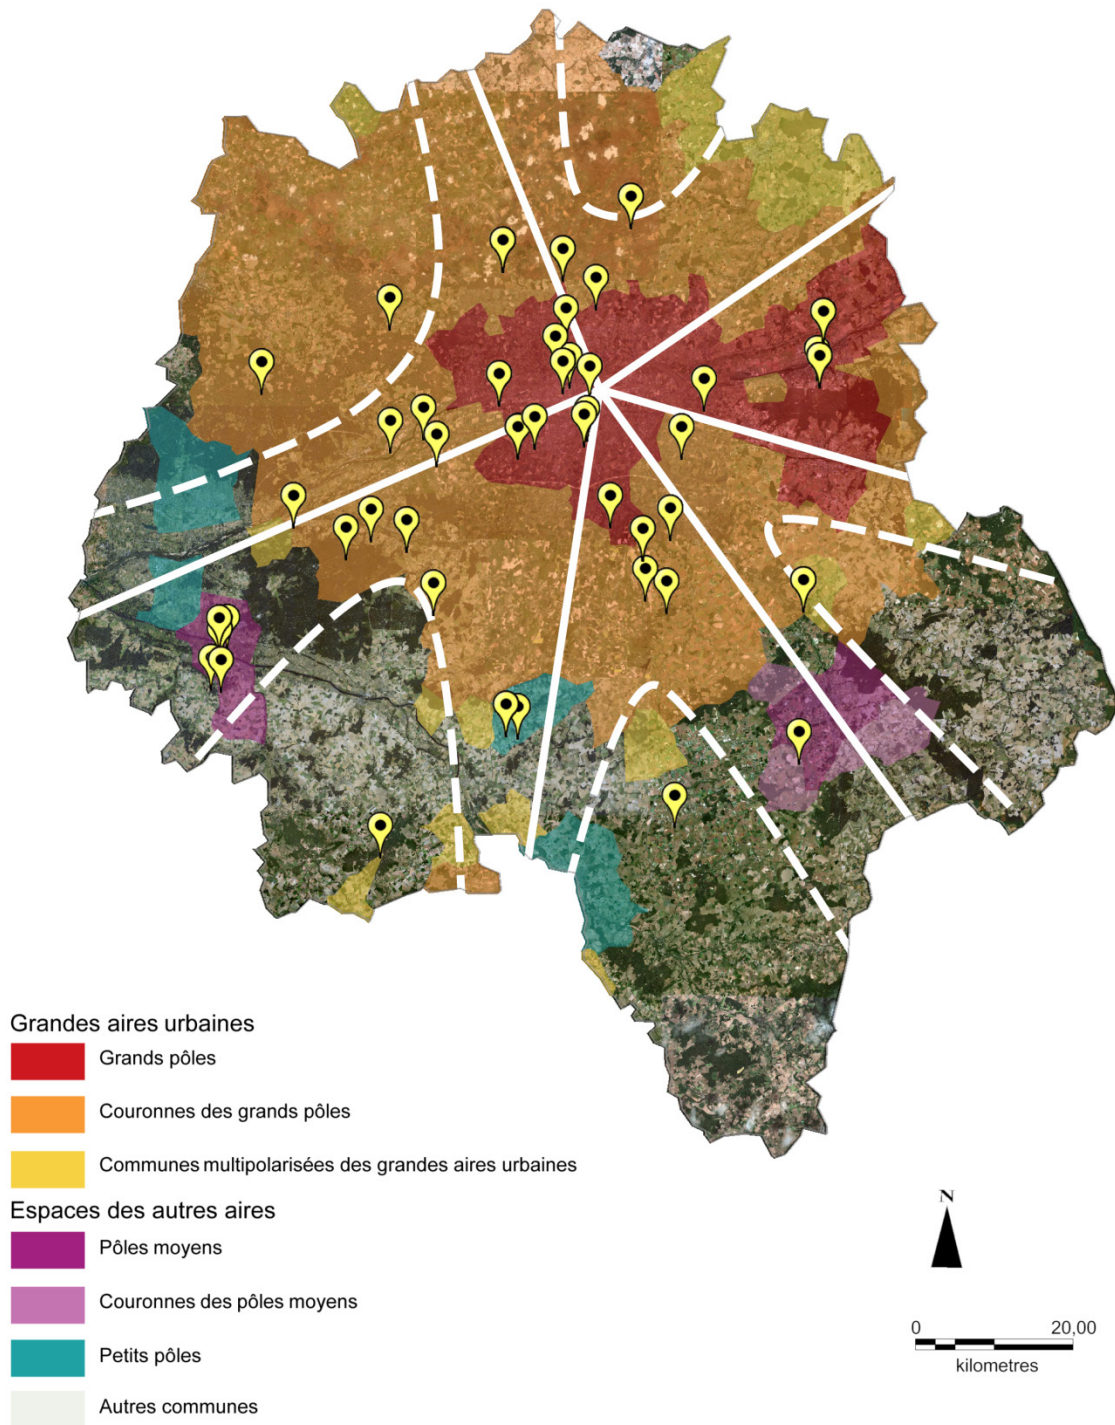 Grandes aires urbaines
Grands pôles
Couronnes des grands pôles
Communes multipolarisées des grandes aires urbaines
Espaces des autres aires
Pôles moyens
Couronnes des pôles moyens
Petits pôles
Autres communes
N
0 20,00
kilometres